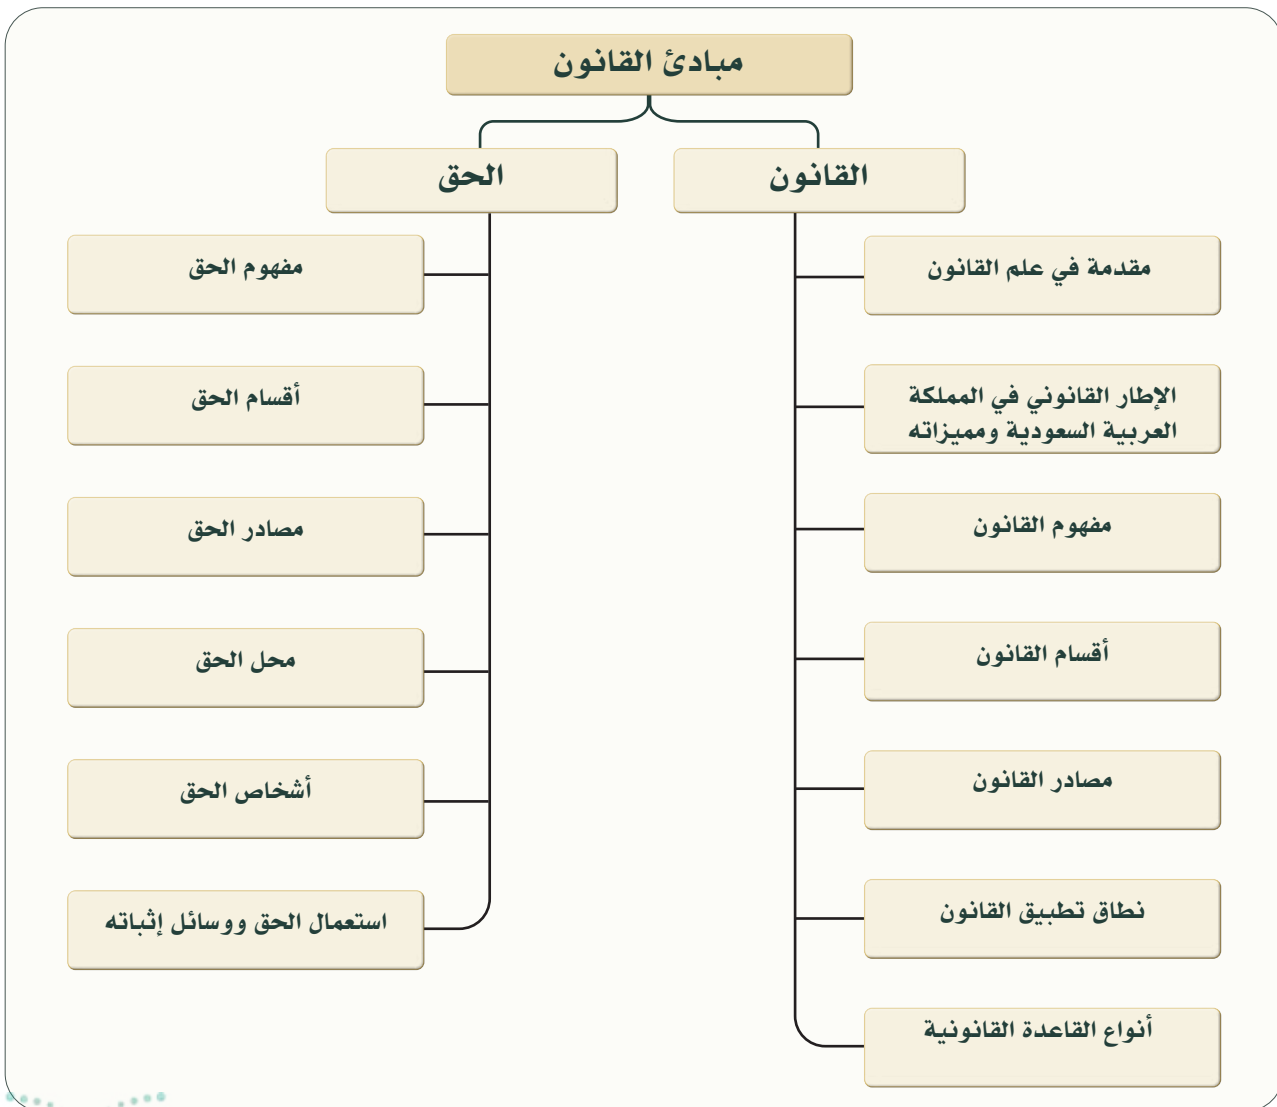 مبادئ القانون
القانون
مقدمة في علم القانون
الإطار القانوني في المملكة
العربية السعودية ومميزاته
مفهوم القانون
أقسام القانون
مصادر القانون
نطاق تطبيق القانون
أنواع القاعدة القانونية
الحق
مفهوم الحق
أقسام الحق
مصادر الحق
محل الحق
أشخاص الحق
استعمال الحق ووسائل إثباته